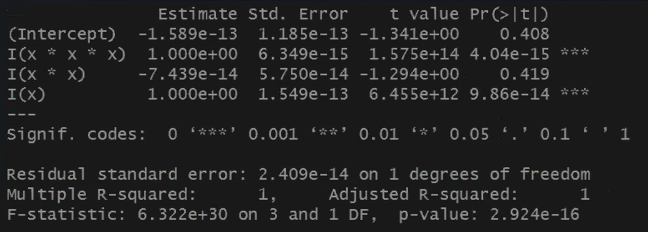 Estimate Std. Error t value Pr(>|t|)
(Intercept) -1.589e-13 1.185e-13 -1.341e+00 0.408
I(x * x * x) 1.000e+00 6.349e-15 1.575e+14 4.04e-15 ***
I(x * x) -7.439e-14 5.750e-14 -1.294e+00 0.419
I(x) 1.000e+00 1.549e-13 6.455e+12 9.86e-14 ***
---
Signif. codes: 0 ‘***’ 0.001 ‘**’ 0.01 ‘*’ 0.05 ‘.’ 0.1 ‘ ’ 1
Residual standard error: 2.409e-14 on 1 degrees of freedom
Multiple R-squared: 1, Adjusted R-squared: 1
F-statistic: 6.322e+30 on 3 and 1 DF, p-value: 2.924e-16